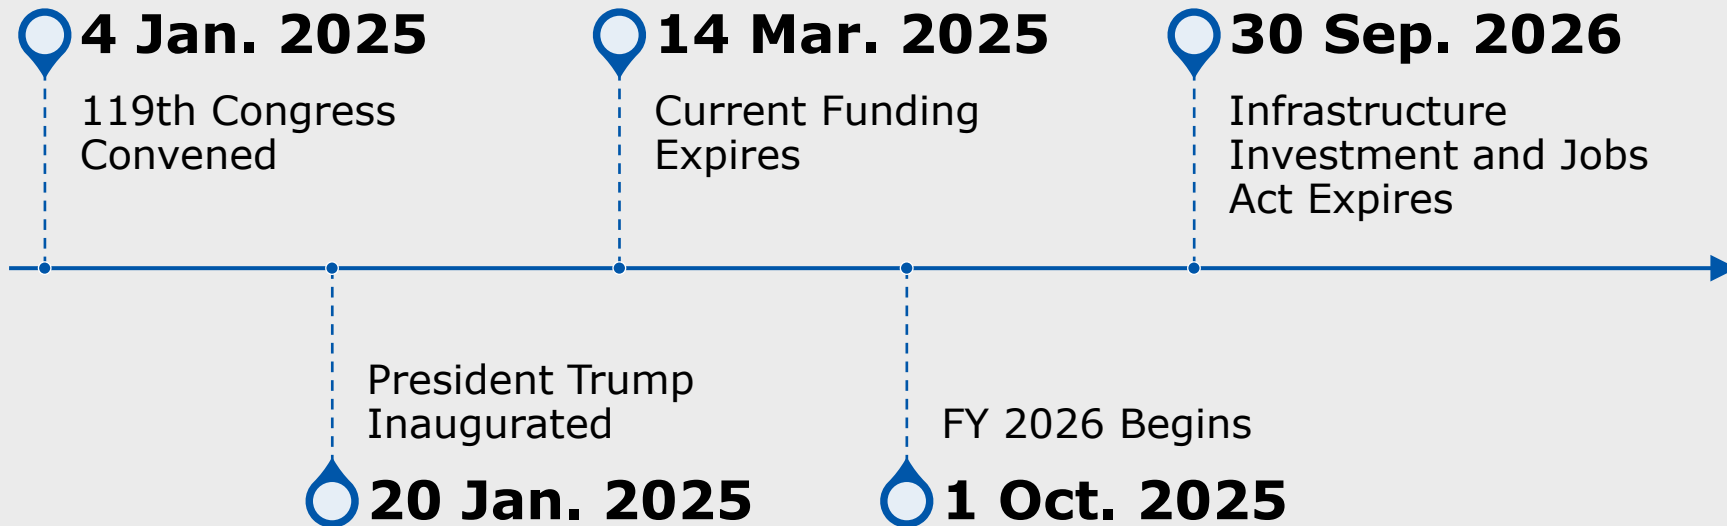 4 Jan. 2025
119th Congress
Convened
14 Mar. 2025
Current Funding
Expires
30 Sep. 2026
Infrastructure
Investment and Jobs
Act Expires
President Trump
Inaugurated
20 Jan. 2025
FY 2026 Begins
1 Oct. 2025